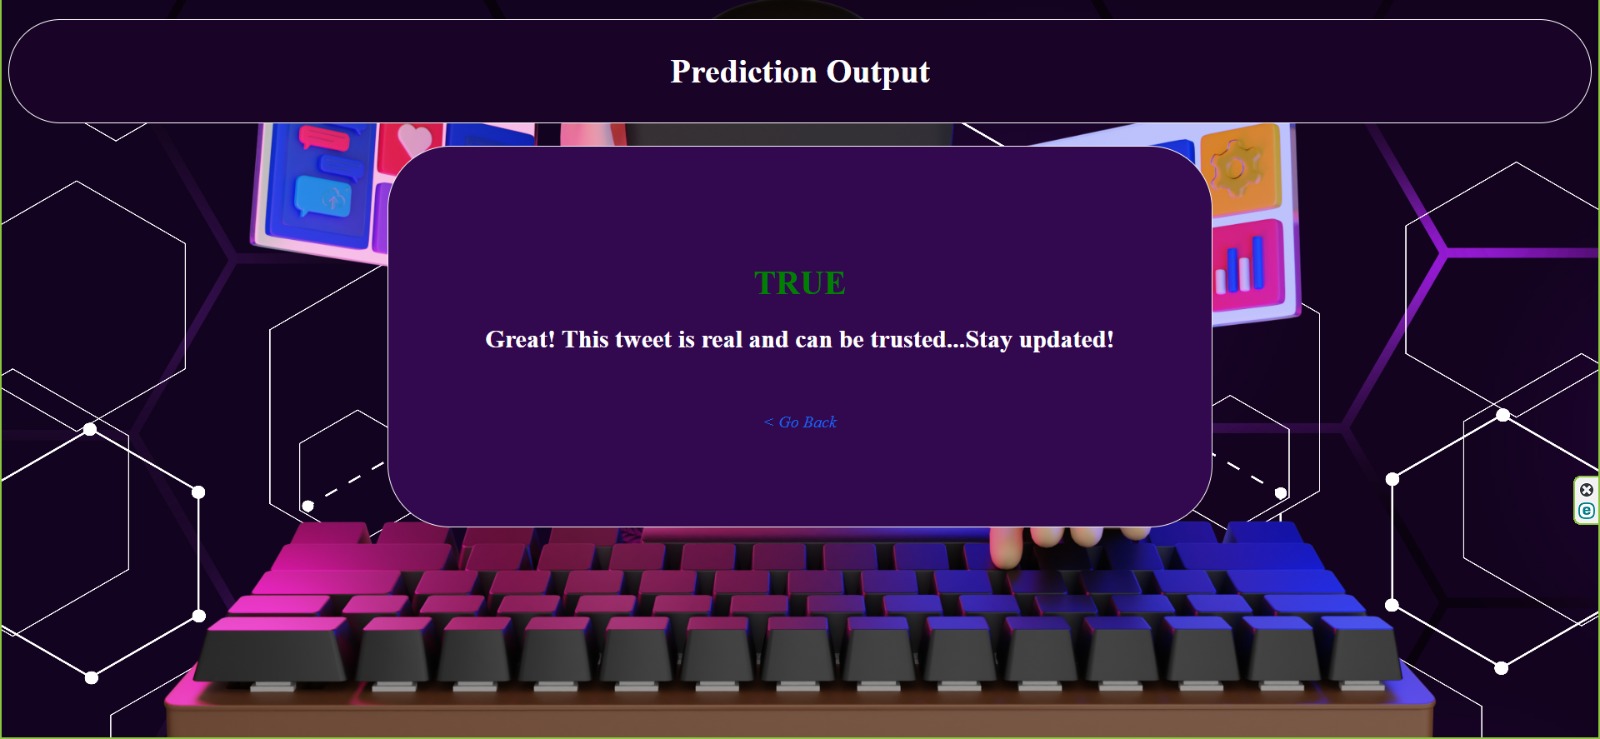 Prediction Output
TRUE
Great! This tweet is real and can be trusted...Stay updated!
< Go Back
e